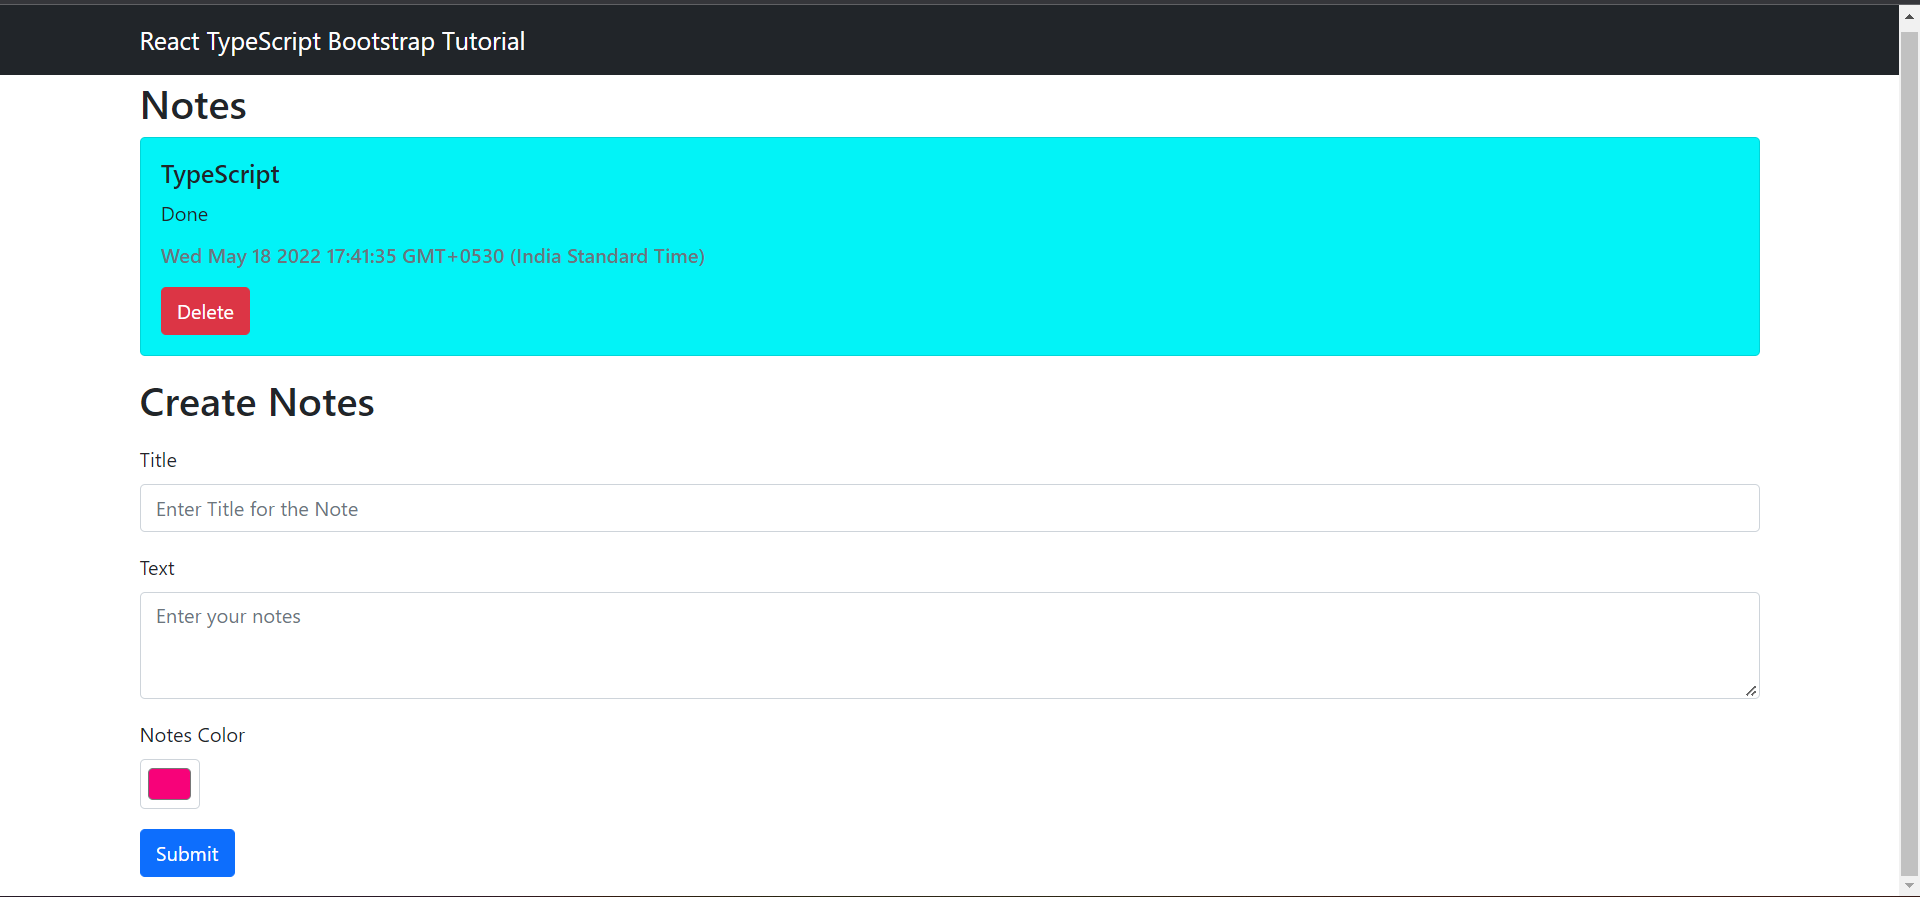 React TypeScript Bootstrap Tutorial
Notes
TypeScript
Done
Wed May 18 2022 17:41:35 GMT+0530 (India Standard Time)
Delete
Create Notes
Title
Enter Title for the Note
Text
Enter your notes
Notes Color
Submit